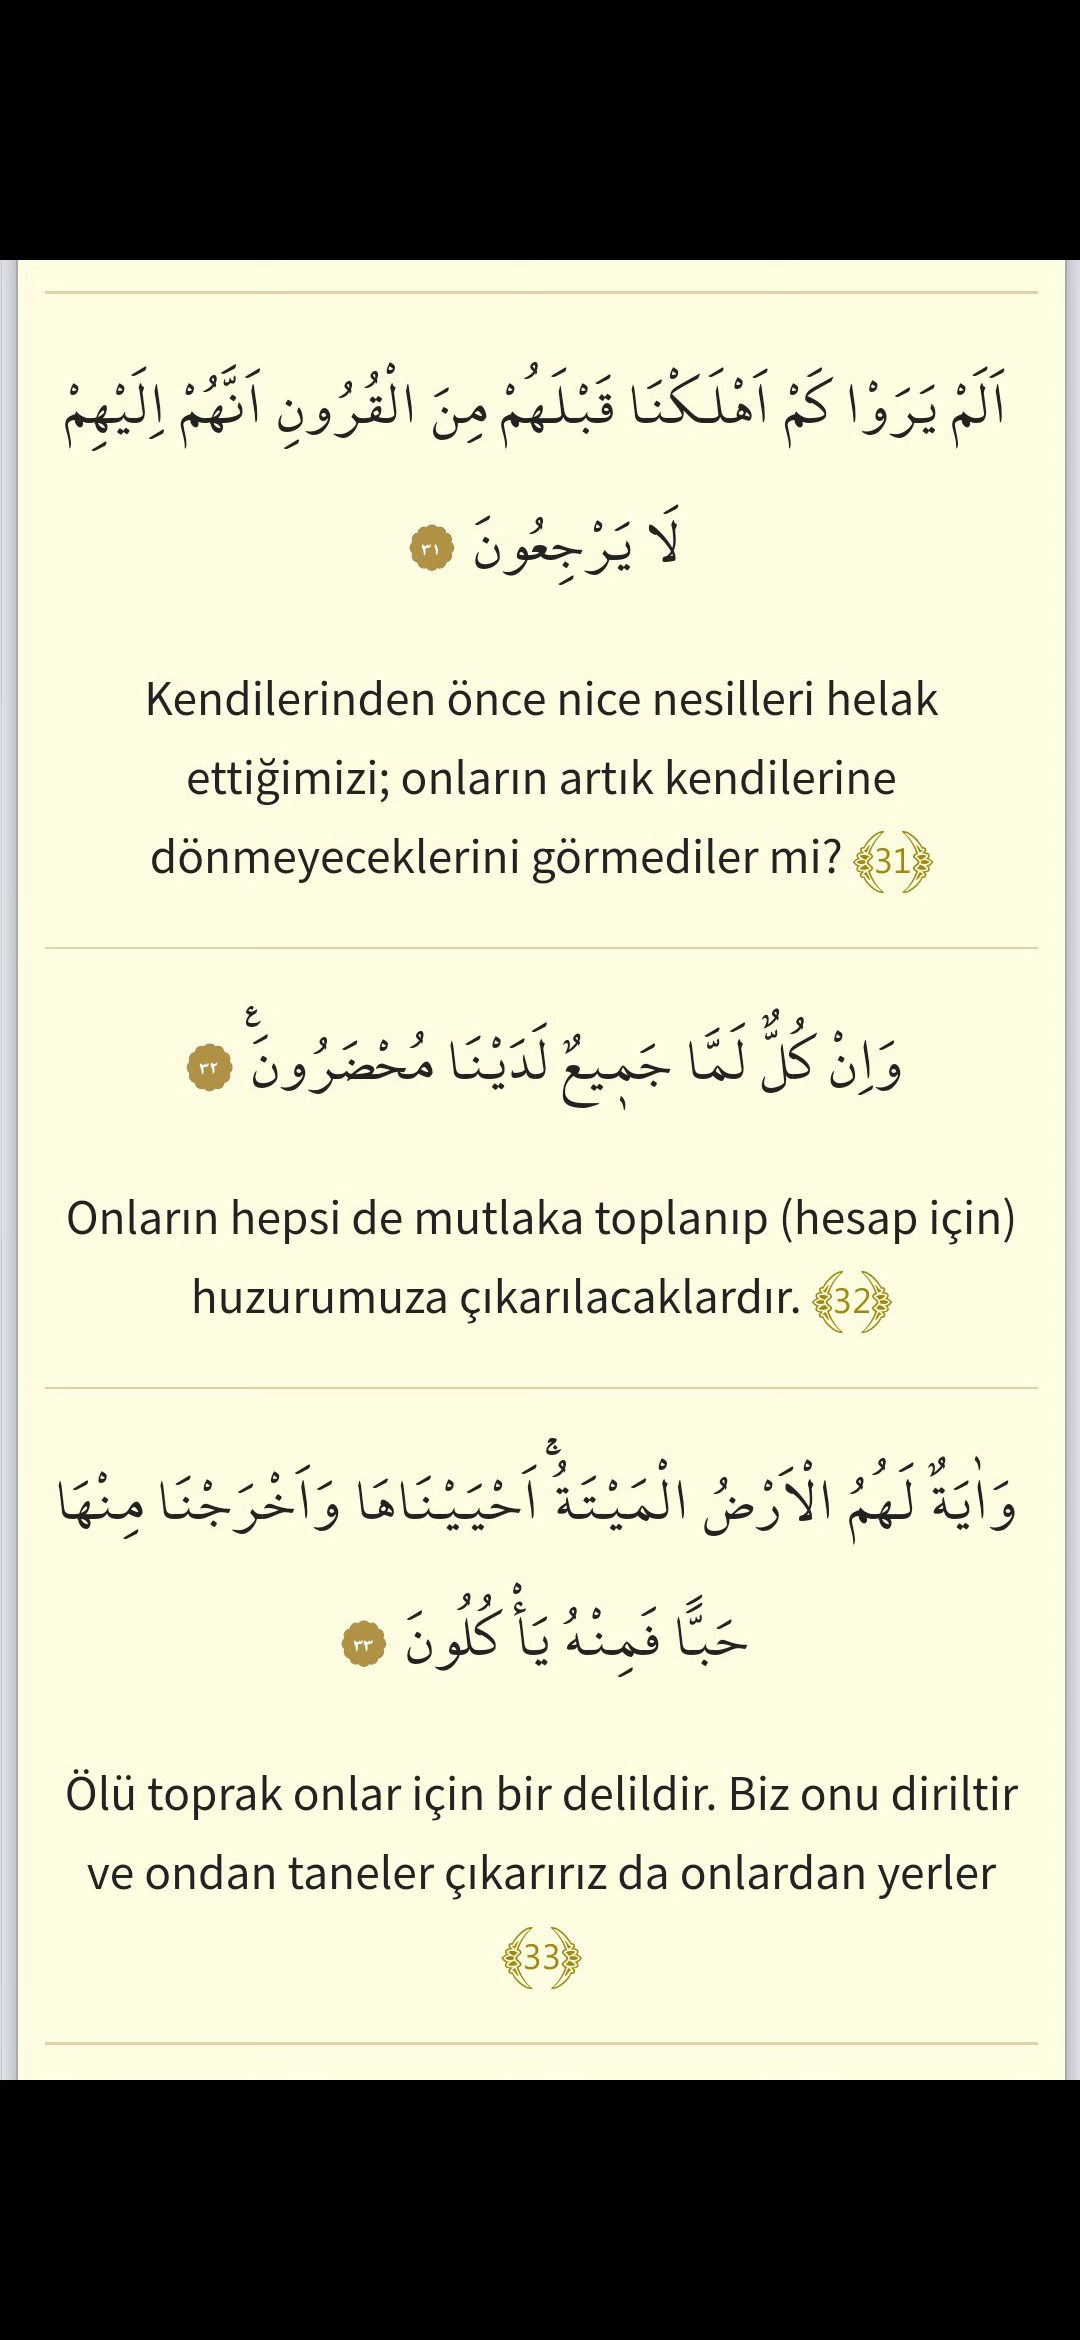 اَلَمْ يَرَوْا كَمْ اَهْلَكْنَا قَبْلَهُمْ مِنَ الْقُرُونِ اَنَّهُمْ اِلَيْهِمْ
لَا يَرْجِعُونَ ٣١
Kendilerinden önce nice nesilleri helak
ettiğimizi; onların artık kendilerine
dönmeyeceklerini görmediler mi? ﴾31﴿
وَاِنْ كُلٌّ لَمَّا جَمٖيعٌ لَدَيْنَا مُحْضَرُونَࣖ ٣٢
Onların hepsi de mutlaka toplanıp (hesap için)
huzurumuza çıkarılacaklardır. ﴾32﴿
وَاٰيَةٌ لَهُمُ الْاَرْضُ الْمَيْتَةُۚ اَحْيَيْنَاهَا وَاَخْرَجْنَا مِنْهَا
حَبًّا فَمِنْهُ يَأْكُلُونَ ٣٣
Ölü toprak onlar için bir delildir. Biz onu diriltir
ve ondan taneler çıkarırız da onlardan yerler
﴾33﴿